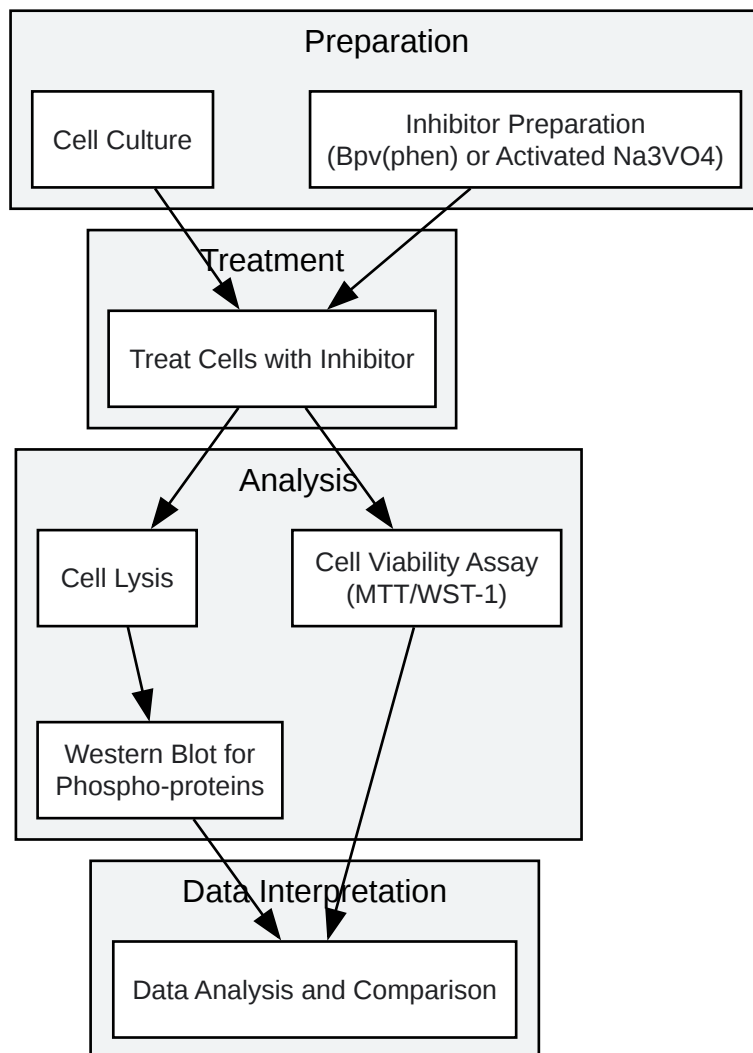 Preparation
Cell Culture
Inhibitor Preparation
(Bpv(phen) or Activated Na3VO4)
Treatment
Treat Cells with Inhibitor
Analysis
Cell Lysis
Cell Viability Assay
(MTT/WST-1)
Western Blot for
Phospho-proteins
Data Interpretation
Data Analysis and Comparison